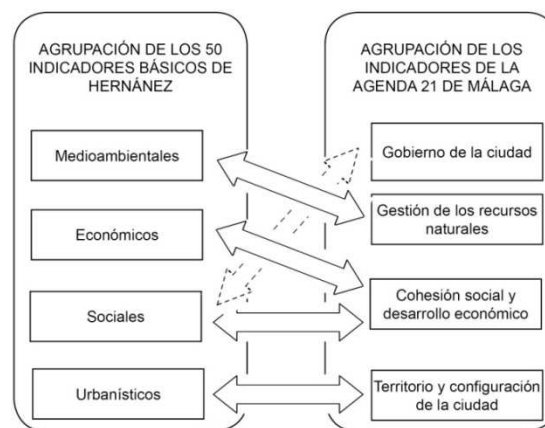 AGRUPACIÓN DE LOS 50
INDICADORES BÁSICOS DE
HERNÁNEZ
Medioambientales
Económicos
Sociales
Urbanísticos
AGRUPACIÓN DE LOS
INDICADORES DE LA
AGENDA 21 DE MÁLAGA
Gobierno de la ciudad
Gestión de los recursos
naturales
Cohesión social y
desarrollo económico
Territorio y configuración
de la ciudad